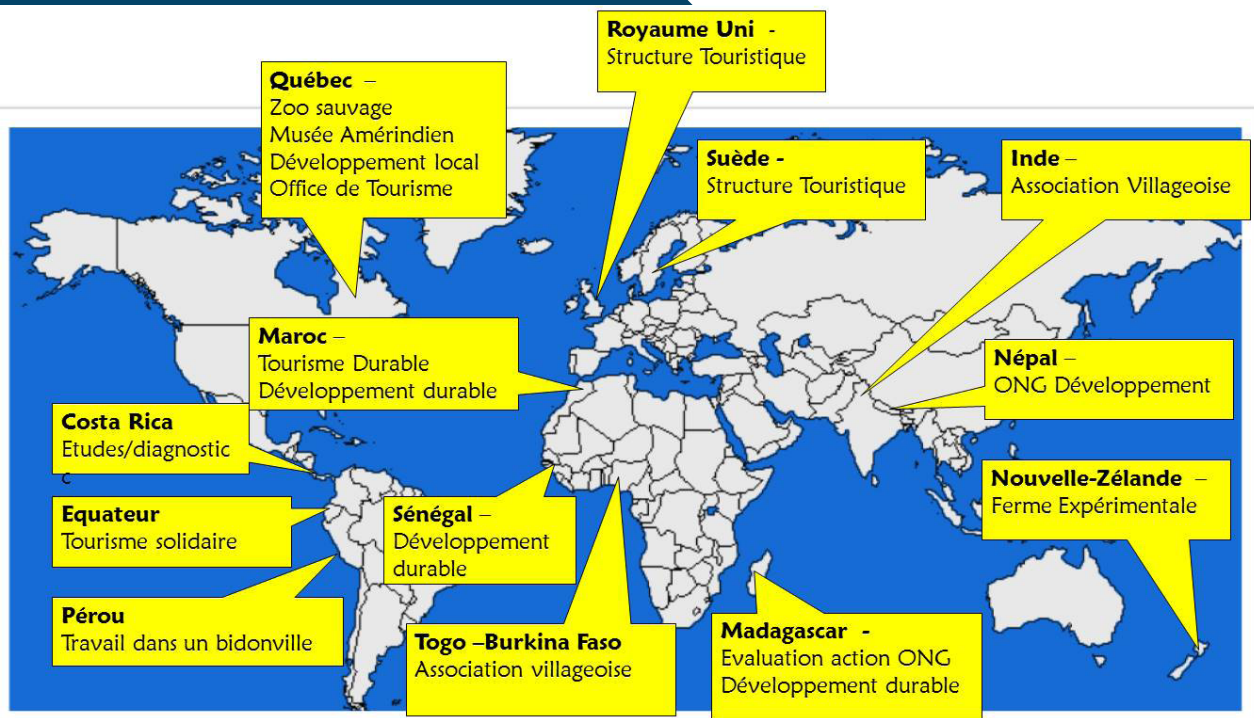 Royaume Uni -
Structure Touristique
Québec –
Zoo sauvage
Musée Amérindien
Développement local
Office de Tourisme
Suède -
Structure Touristique
Inde –
Association Villageoise
Maroc –
Tourisme Durable
Développement durable
Népal –
ONG Développement
Costa Rica
Etudes/diagnostic
c
Nouvelle-Zélande –
Ferme Expérimentale
Equateur
Tourisme solidaire
Sénégal –
Développement
durable
Pérou
Travail dans un bidonville
Togo –Burkina Faso
Association villageoise
Madagascar -
Evaluation action ONG
Développement durable